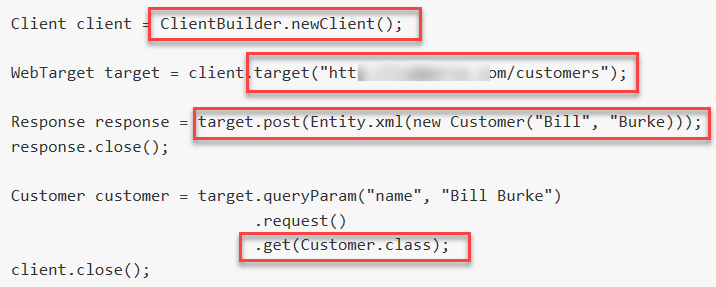 Client client = ClientBuilder.newClient();
WebTarget target = client.target("htt om/customers");
Response response = target.post(Entity.xml(new Customer("Bill", "Burke)));
response.close();
Customer customer = target.queryParam("name", "Bill Burke")
.request()
.get(Customer.class);
client.close();